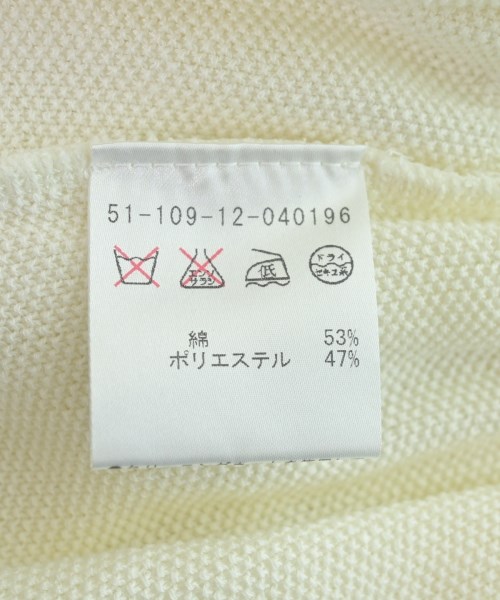 51-109-12-040196
エンソ
サラシ
低
ドライ
セキユ系
綿 53%
ポリエステル 47%